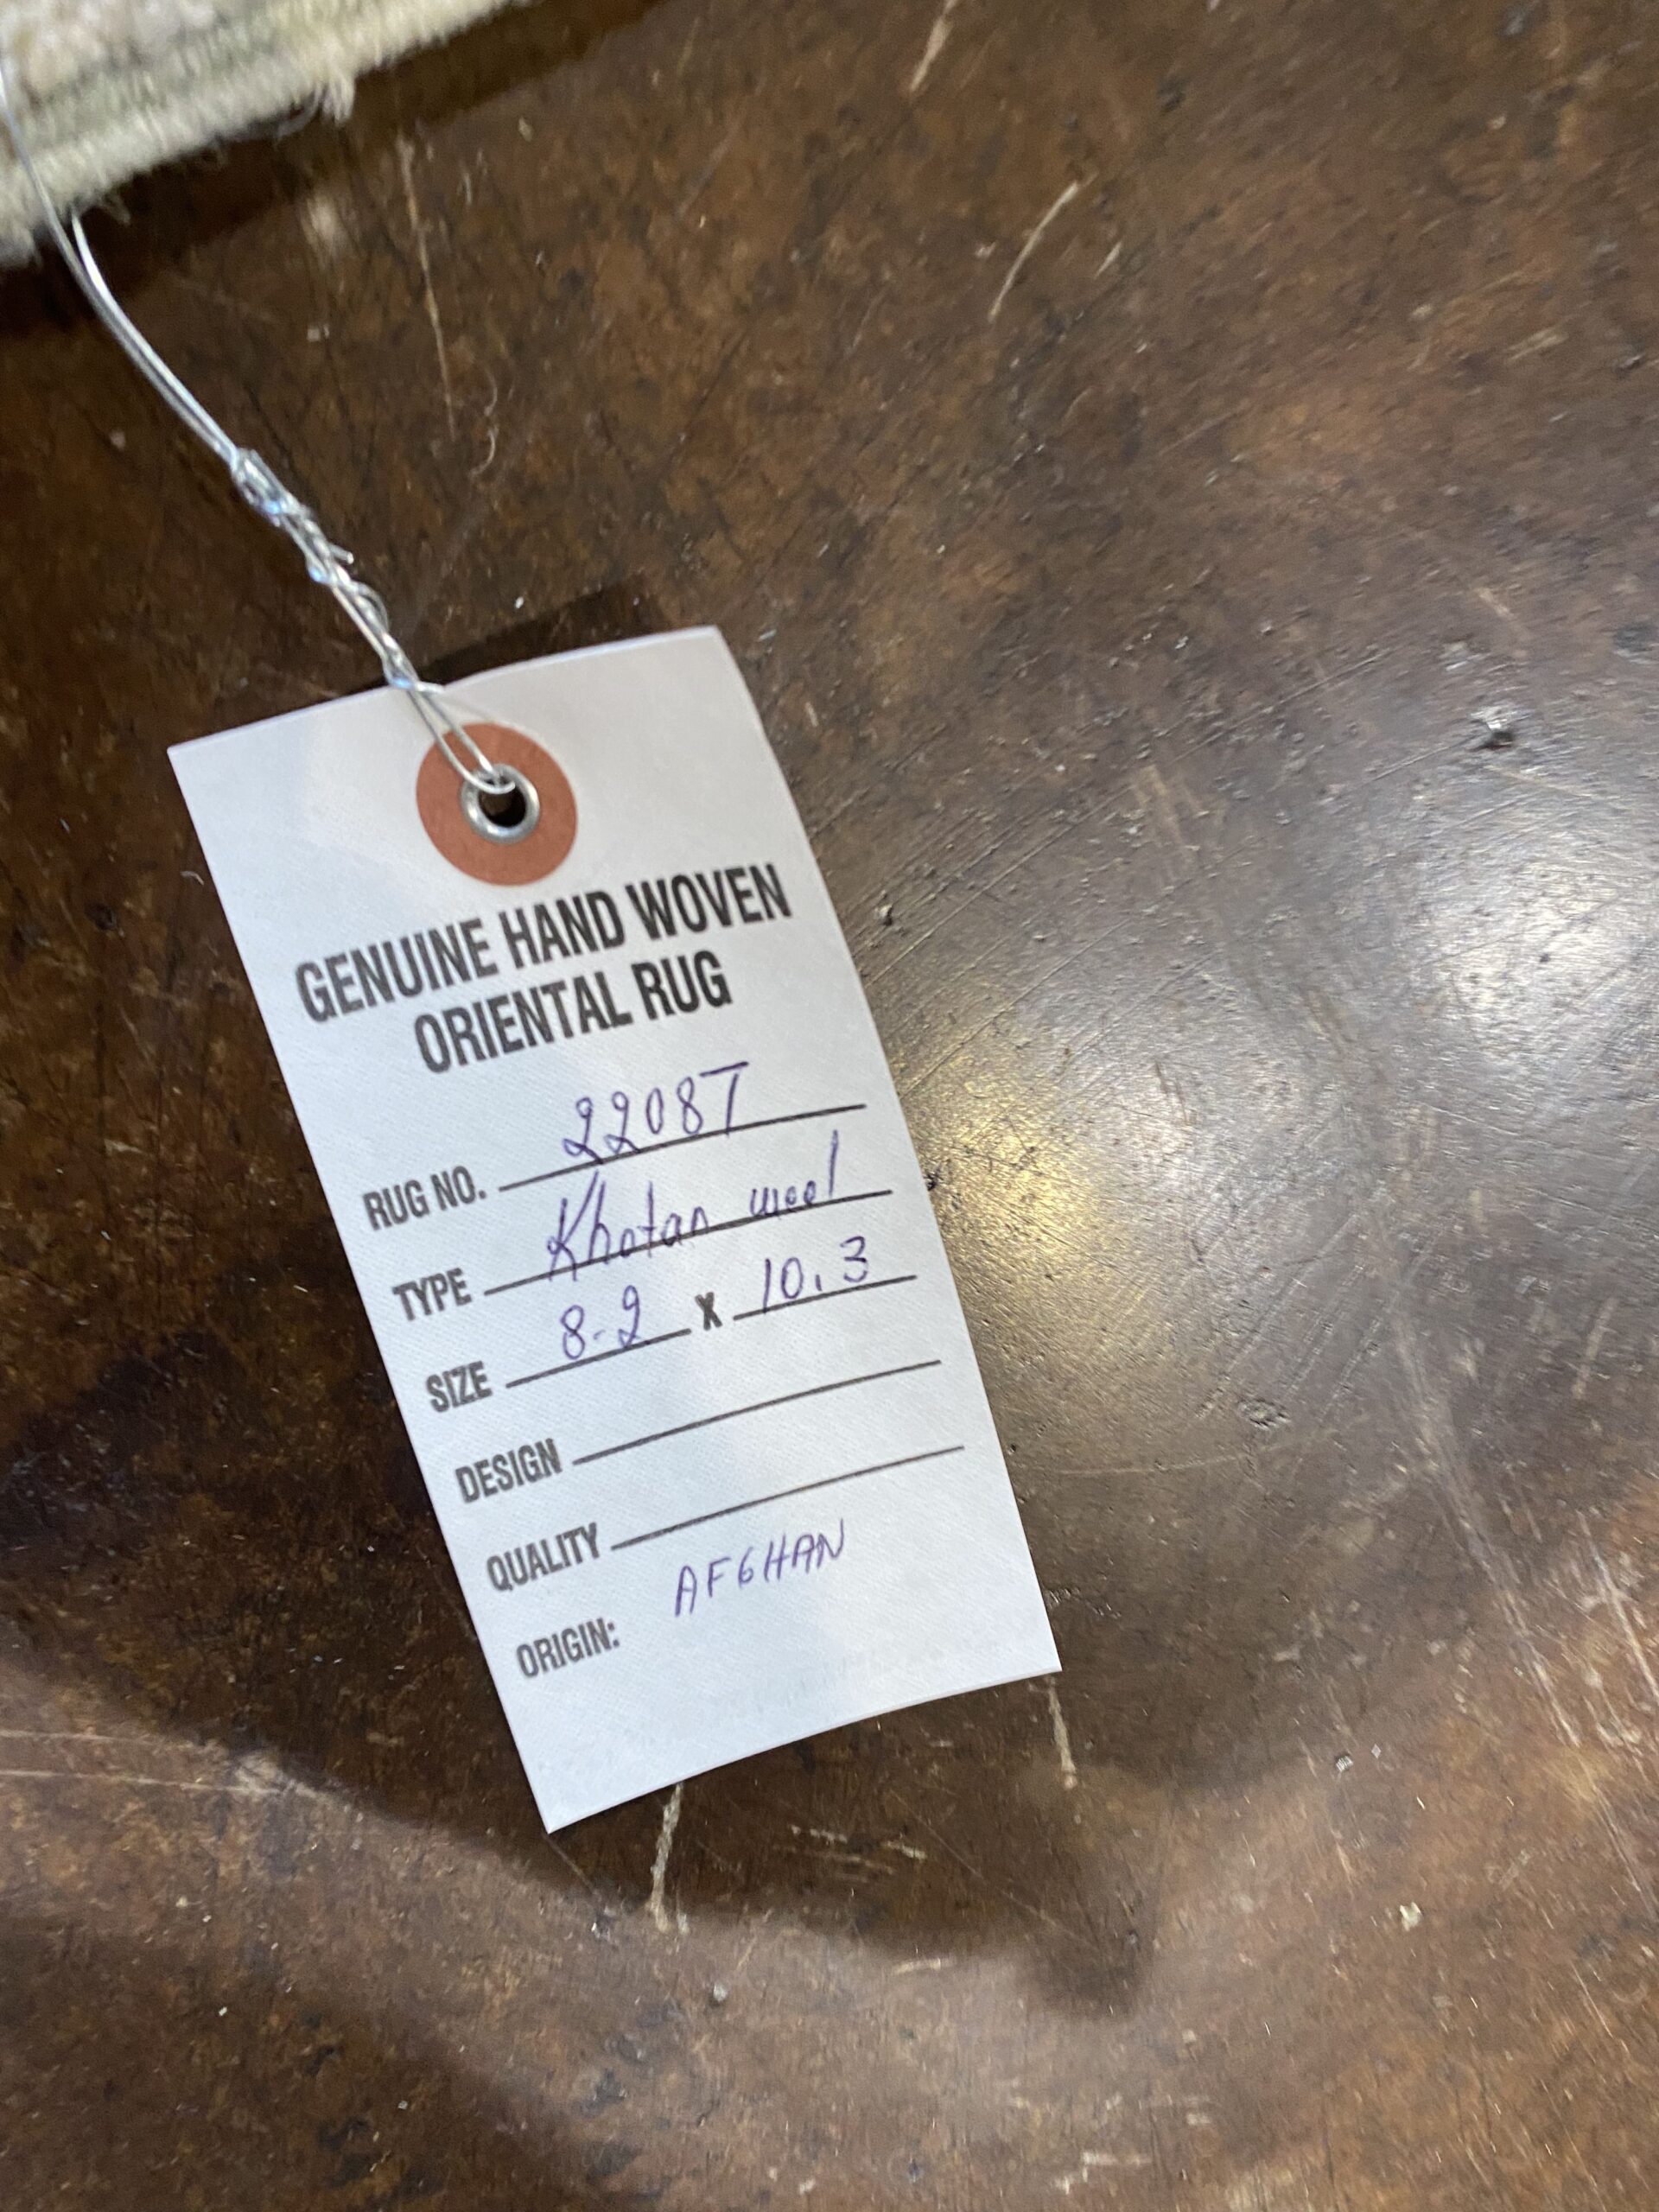 GENUINE HAND WOVEN
ORIENTAL RUG
RUG NO. 22087
TYPE Khotan wool
SIZE 8-2 X 10.3
DESIGN
QUALITY
ORIGIN: AFGHAN